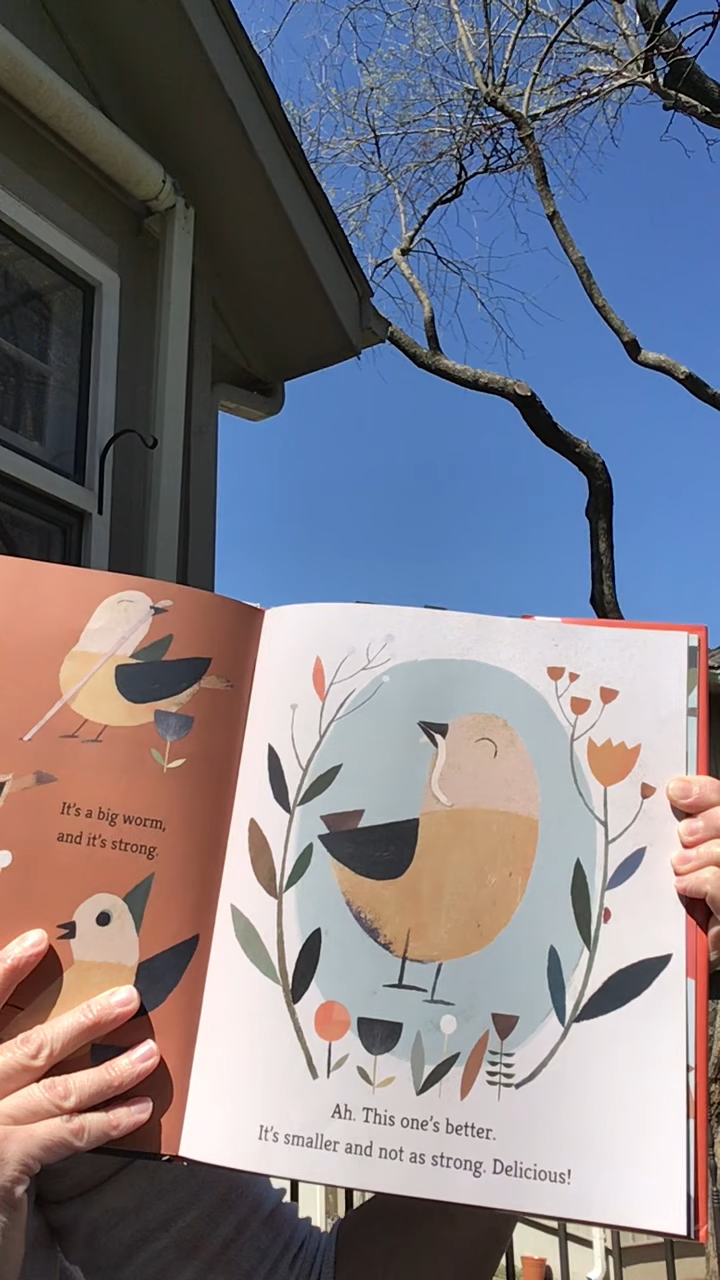 It's a big worm,
and it's strong.
Ah. This one's better.
It's smaller and not as strong. Delicious!